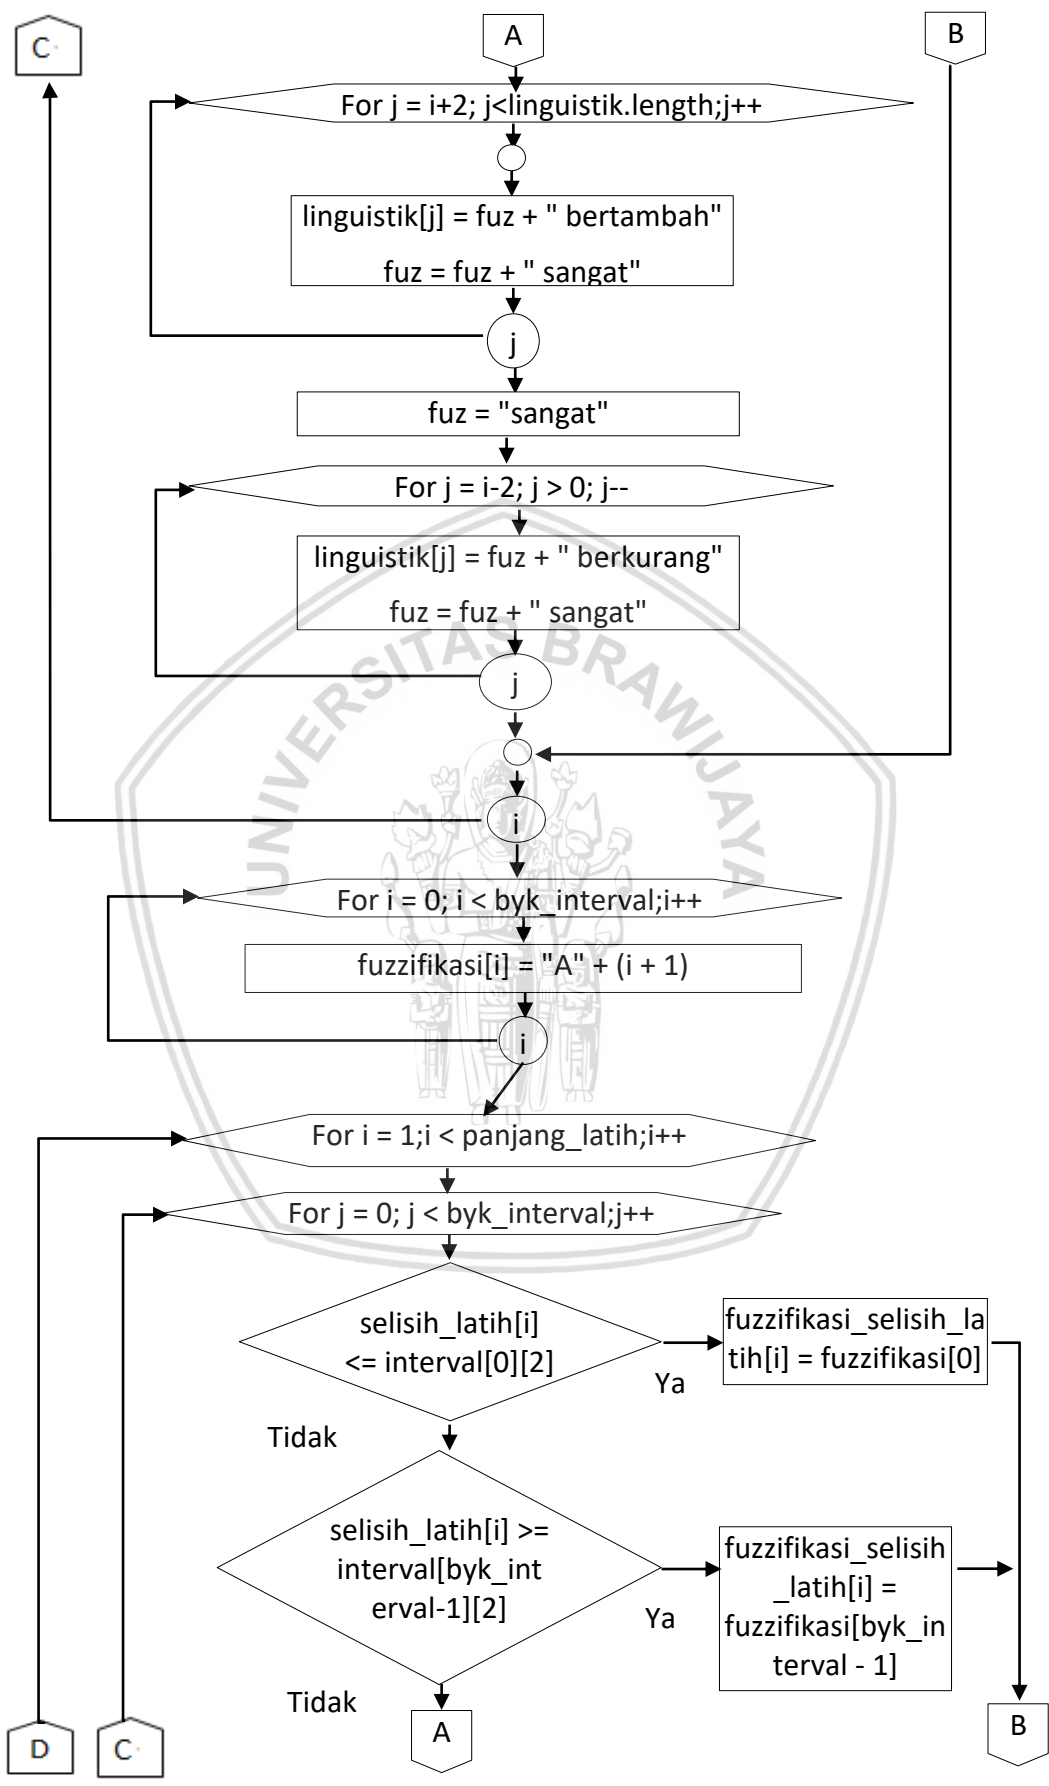 C
A
B
For j = i+2; j<linguistik.length;j++
linguistik[j] = fuz + " bertambah"
fuz = fuz + " sangat"
j
fuz = "sangat"
For j = i-2; j > 0; j--
linguistik[j] = fuz + " berkurang"
fuz = fuz + " sangat"
j
UNIVERSITAS BRAWIJAYA
i
For i = 0; i < byk_interval;i++
fuzzifikasi[i] = "A" + (i + 1)
i
For i = 1;i < panjang_latih;i++
For j = 0; j < byk_interval;j++
selisih_latih[i]
<= interval[0][2]
Ya
fuzzifikasi_selisih_la
tih[i] = fuzzifikasi[0]
Tidak
selisih_latih[i] >=
interval[byk_int
erval-1][2]
Ya
fuzzifikasi_selisih
_latih[i] =
fuzzifikasi[byk_in
terval - 1]
Tidak
D
C
A
B